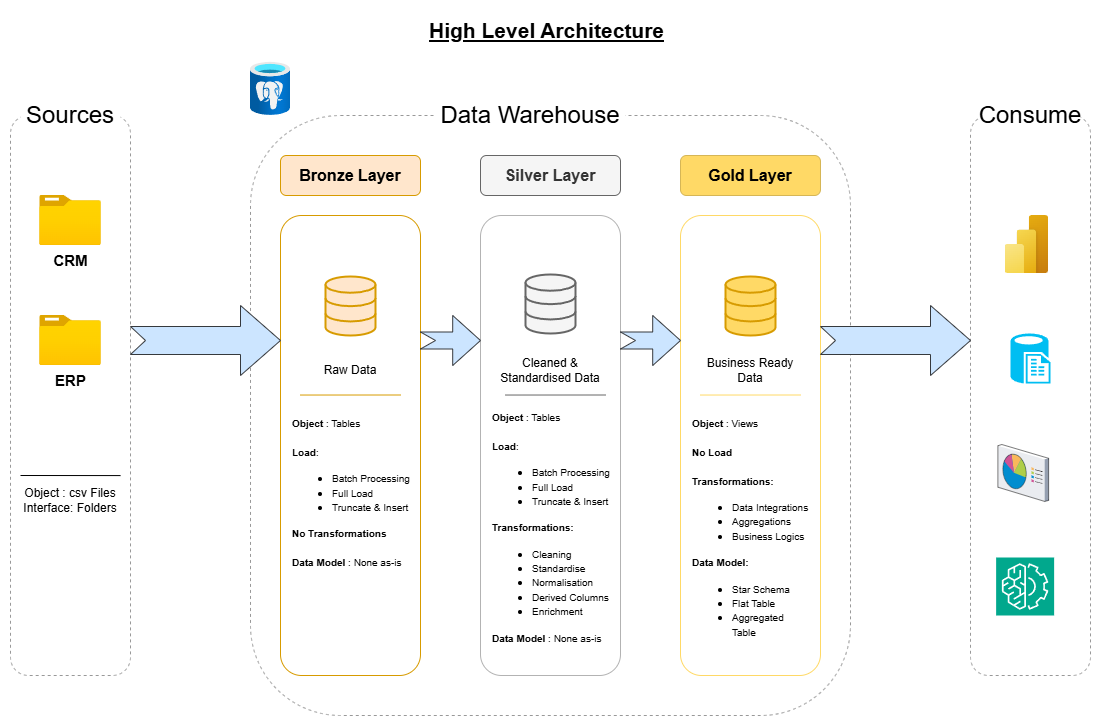 High Level Architecture
Sources
CRM
ERP
Object : csv Files
Interface: Folders
Data Warehouse
Bronze Layer
Raw Data
Object : Tables
Load:
Batch Processing
Full Load
Truncate & Insert
No Transformations
Data Model : None as-is
Silver Layer
Cleaned &
Standardised Data
Object : Tables
Load:
Batch Processing
Full Load
Truncate & Insert
Transformations:
Cleaning
Standardise
Normalisation
Derived Columns
Enrichment
Data Model : None as-is
Gold Layer
Business Ready
Data
Object : Views
No Load
Transformations:
Data Integrations
Aggregations
Business Logics
Data Model:
Star Schema
Flat Table
Aggregated
Table
Consume